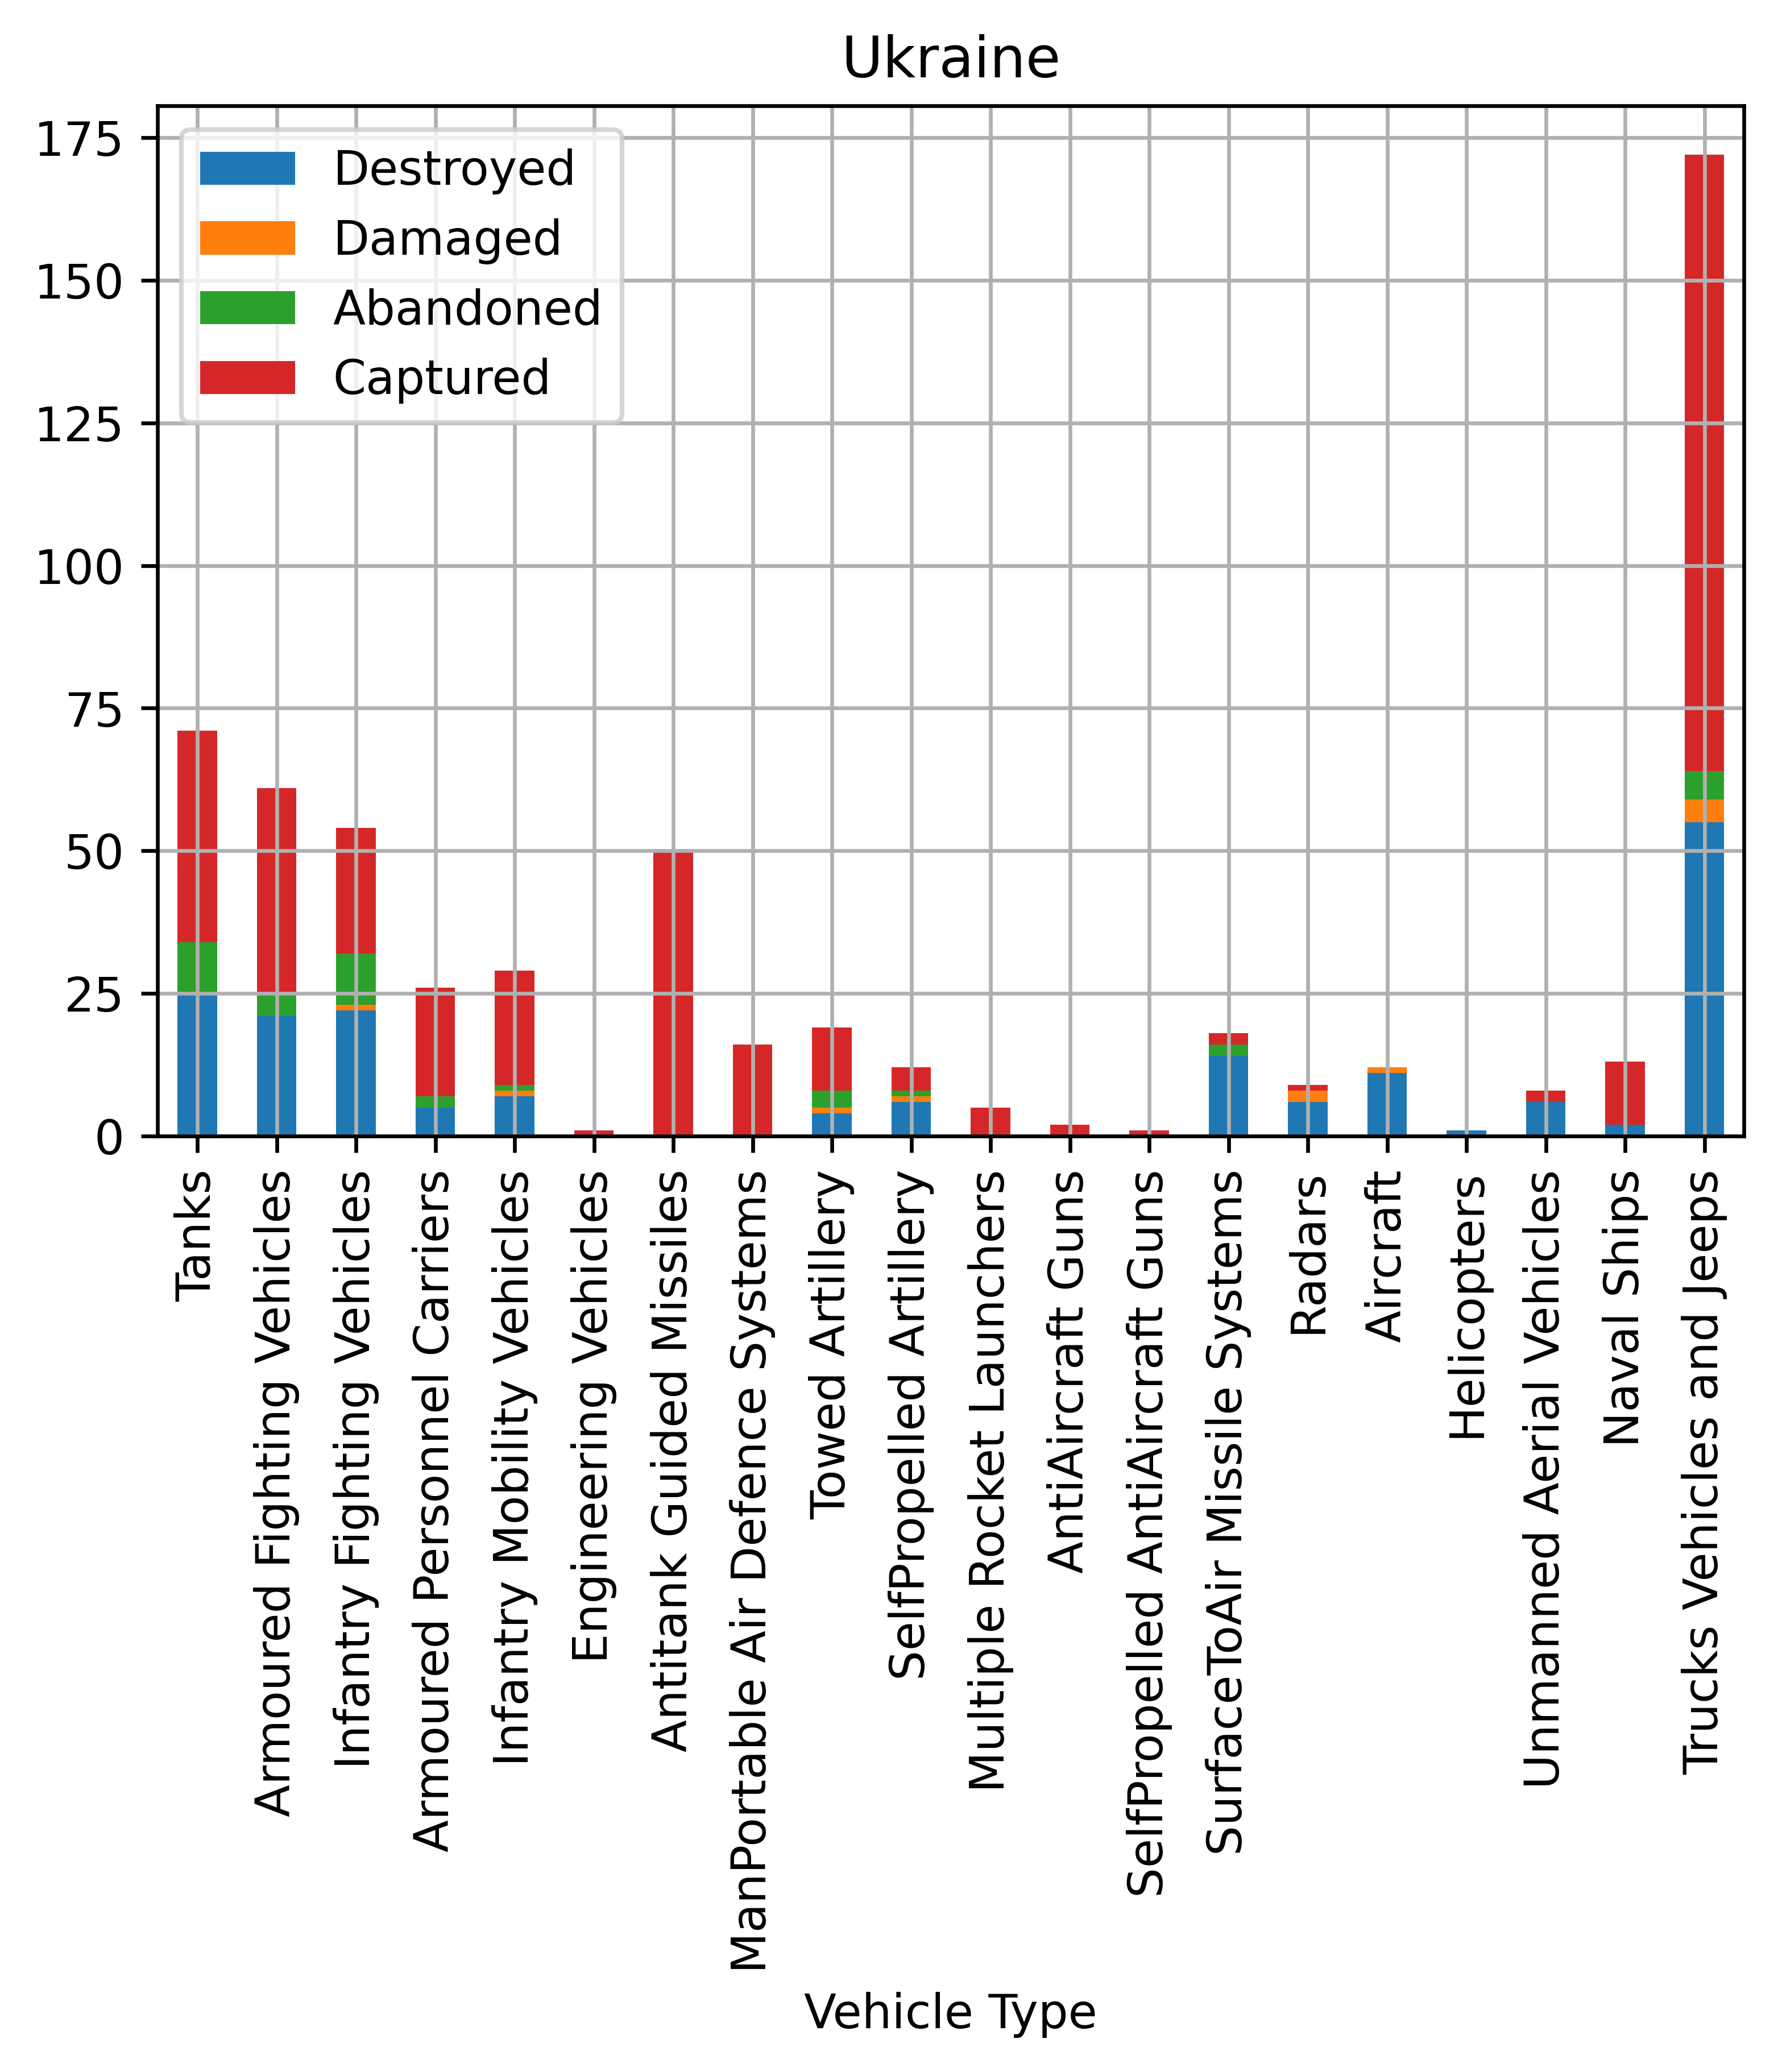 Ukraine
175
150
125
100
75
50
25
0
Destroyed
Damaged
Abandoned
Captured
Tanks
Armoured Fighting Vehicles
Infantry Fighting Vehicles
Armoured Personnel Carriers
Infantry Mobility Vehicles
Engineering Vehicles
Antitank Guided Missiles
ManPortable Air Defence Systems
Towed Artillery
SelfPropelled Artillery
Multiple Rocket Launchers
AntiAircraft Guns
SelfPropelled AntiAircraft Guns
SurfaceToAir Missile Systems
Radars
Aircraft
Helicopters
Unmanned Aerial Vehicles
Naval Ships
Trucks Vehicles and Jeeps
Vehicle Type